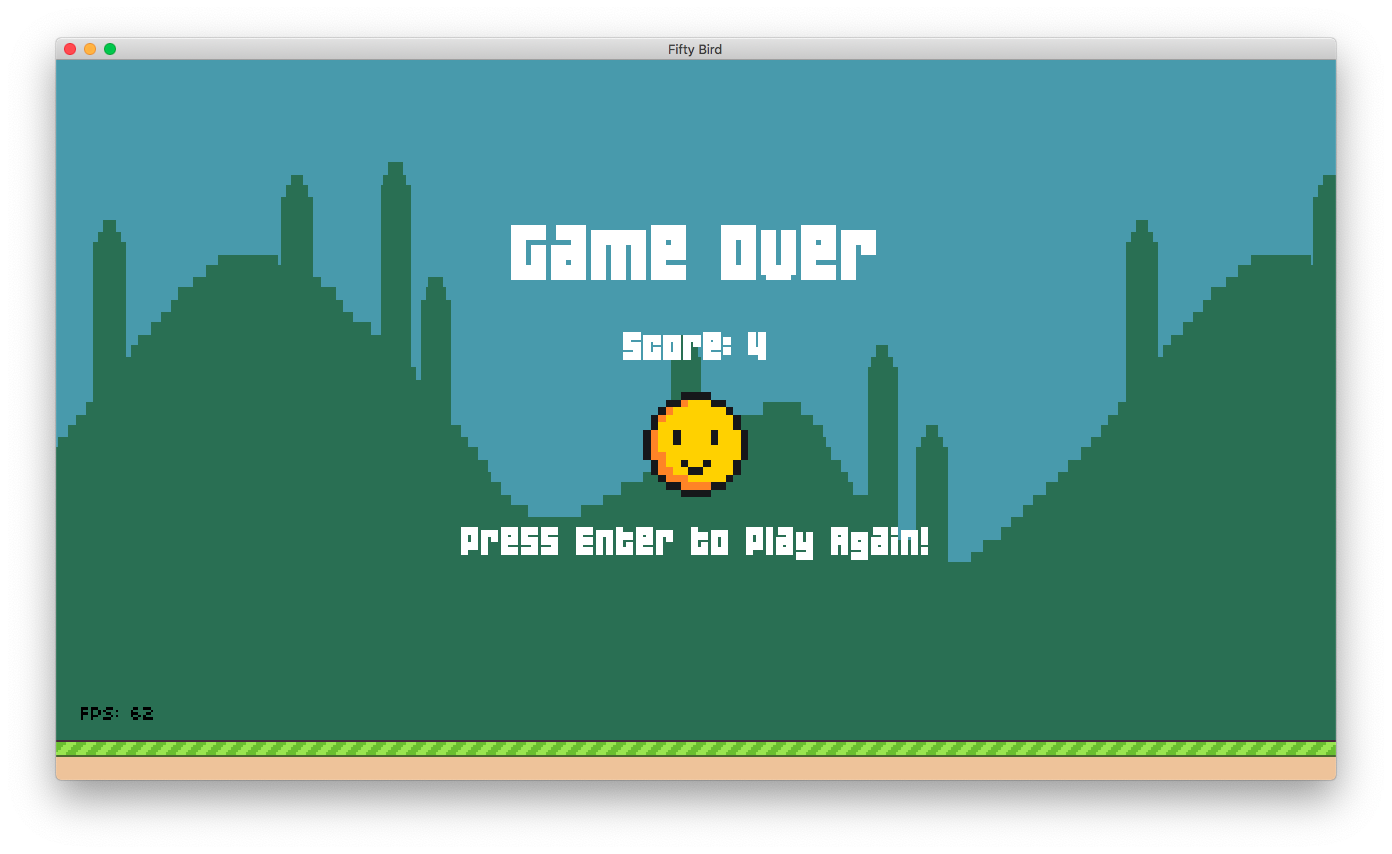 Fifty Bird
Game Over
Score: 4
Press Enter to Play Again!
FPS: 62